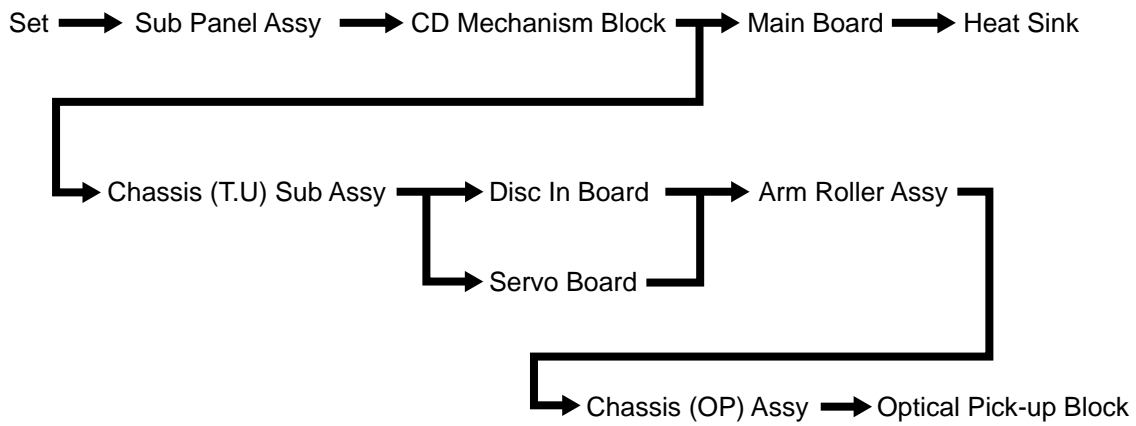 Set Sub Panel Assy CD Mechanism Block Main Board Heat Sink
Chassis (T.U) Sub Assy Disc In Board Arm Roller Assy
Servo Board
Chassis (OP) Assy Optical Pick-up Block